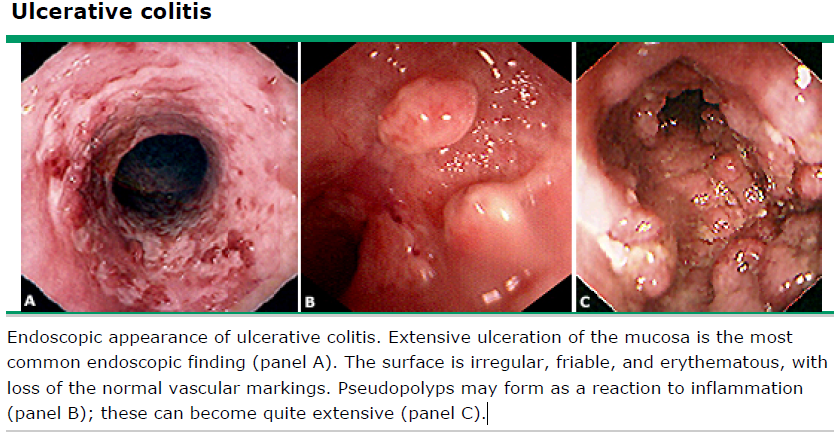 Ulcerative colitis
A
B
C
Endoscopic appearance of ulcerative colitis. Extensive ulceration of the mucosa is the most
common endoscopic finding (panel A). The surface is irregular, friable, and erythematous, with
loss of the normal vascular markings. Pseudopolyps may form as a reaction to inflammation
(panel B); these can become quite extensive (panel C).